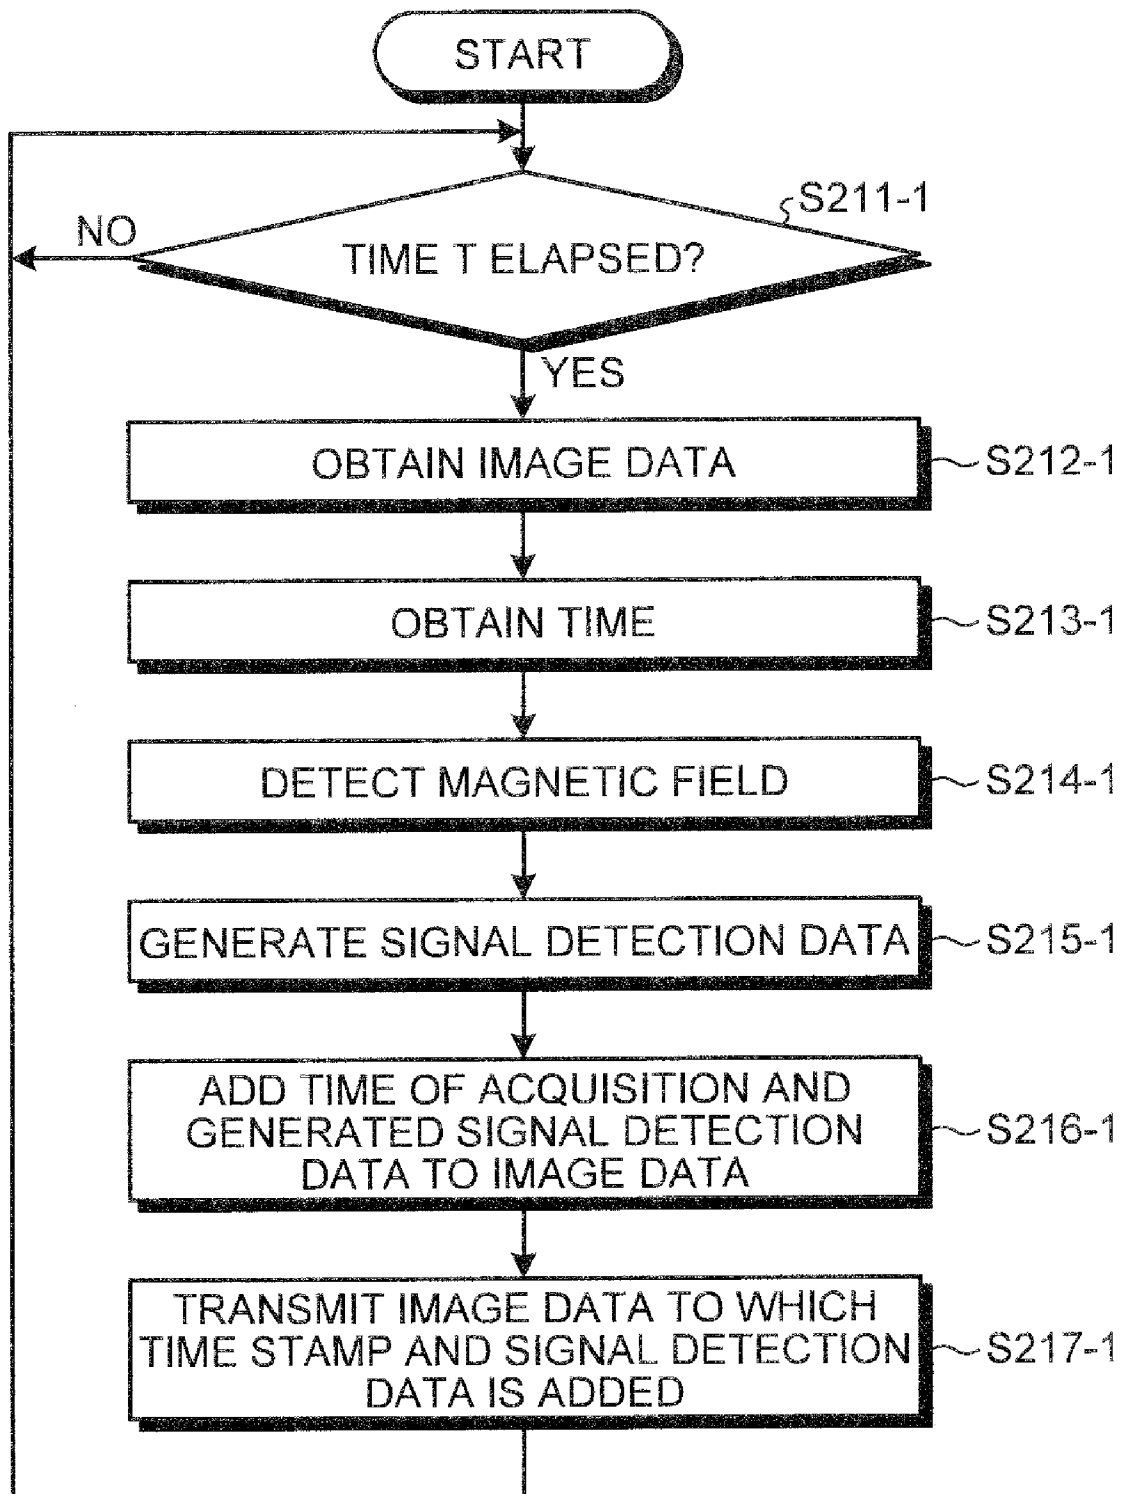 START
S211-1
NO
TIME T ELAPSED?
YES
OBTAIN IMAGE DATA
S212-1
OBTAIN TIME
S213-1
DETECT MAGNETIC FIELD
S214-1
GENERATE SIGNAL DETECTION DATA
S215-1
ADD TIME OF ACQUISITION AND
GENERATED SIGNAL DETECTION
DATA TO IMAGE DATA
S216-1
TRANSMIT IMAGE DATA TO WHICH
TIME STAMP AND SIGNAL DETECTION
DATA IS ADDED
S217-1